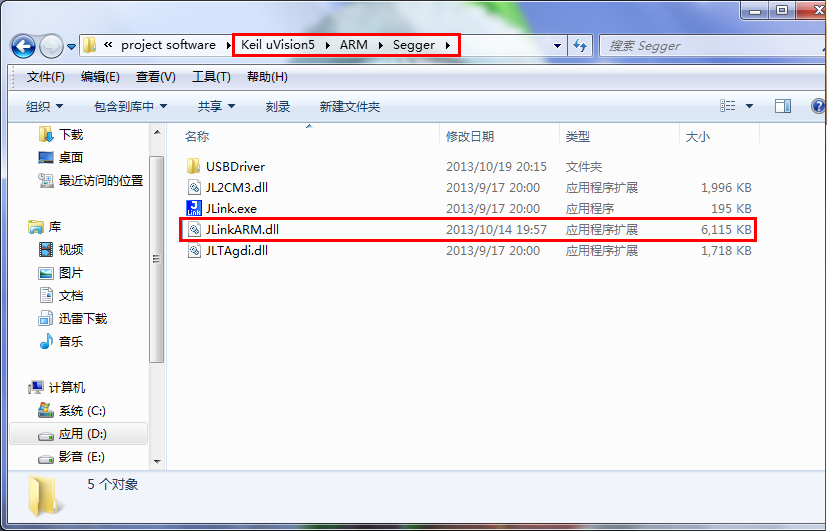 « project software ▸ Keil uVision5 ▸ ARM ▸ Segger ▸
搜索 Segger
文件(F) 编辑(E) 查看(V) 工具(T) 帮助(H)
组织 包含到库中 共享 刻录 新建文件夹
名称 修改日期 类型 大小
下载
桌面
最近访问的位置
库
视频
图片
文档
迅雷下载
音乐
计算机
系统 (C:)
应用 (D:)
影音 (E:)
USBDriver 2013/10/19 20:15 文件夹
JL2CM3.dll 2013/9/17 20:00 应用程序扩展 1,996 KB
JLink.exe 2013/9/17 20:00 应用程序 195 KB
JLinkARM.dll 2013/10/14 19:57 应用程序扩展 6,115 KB
JLTAgdi.dll 2013/9/17 20:00 应用程序扩展 1,718 KB
5 个对象